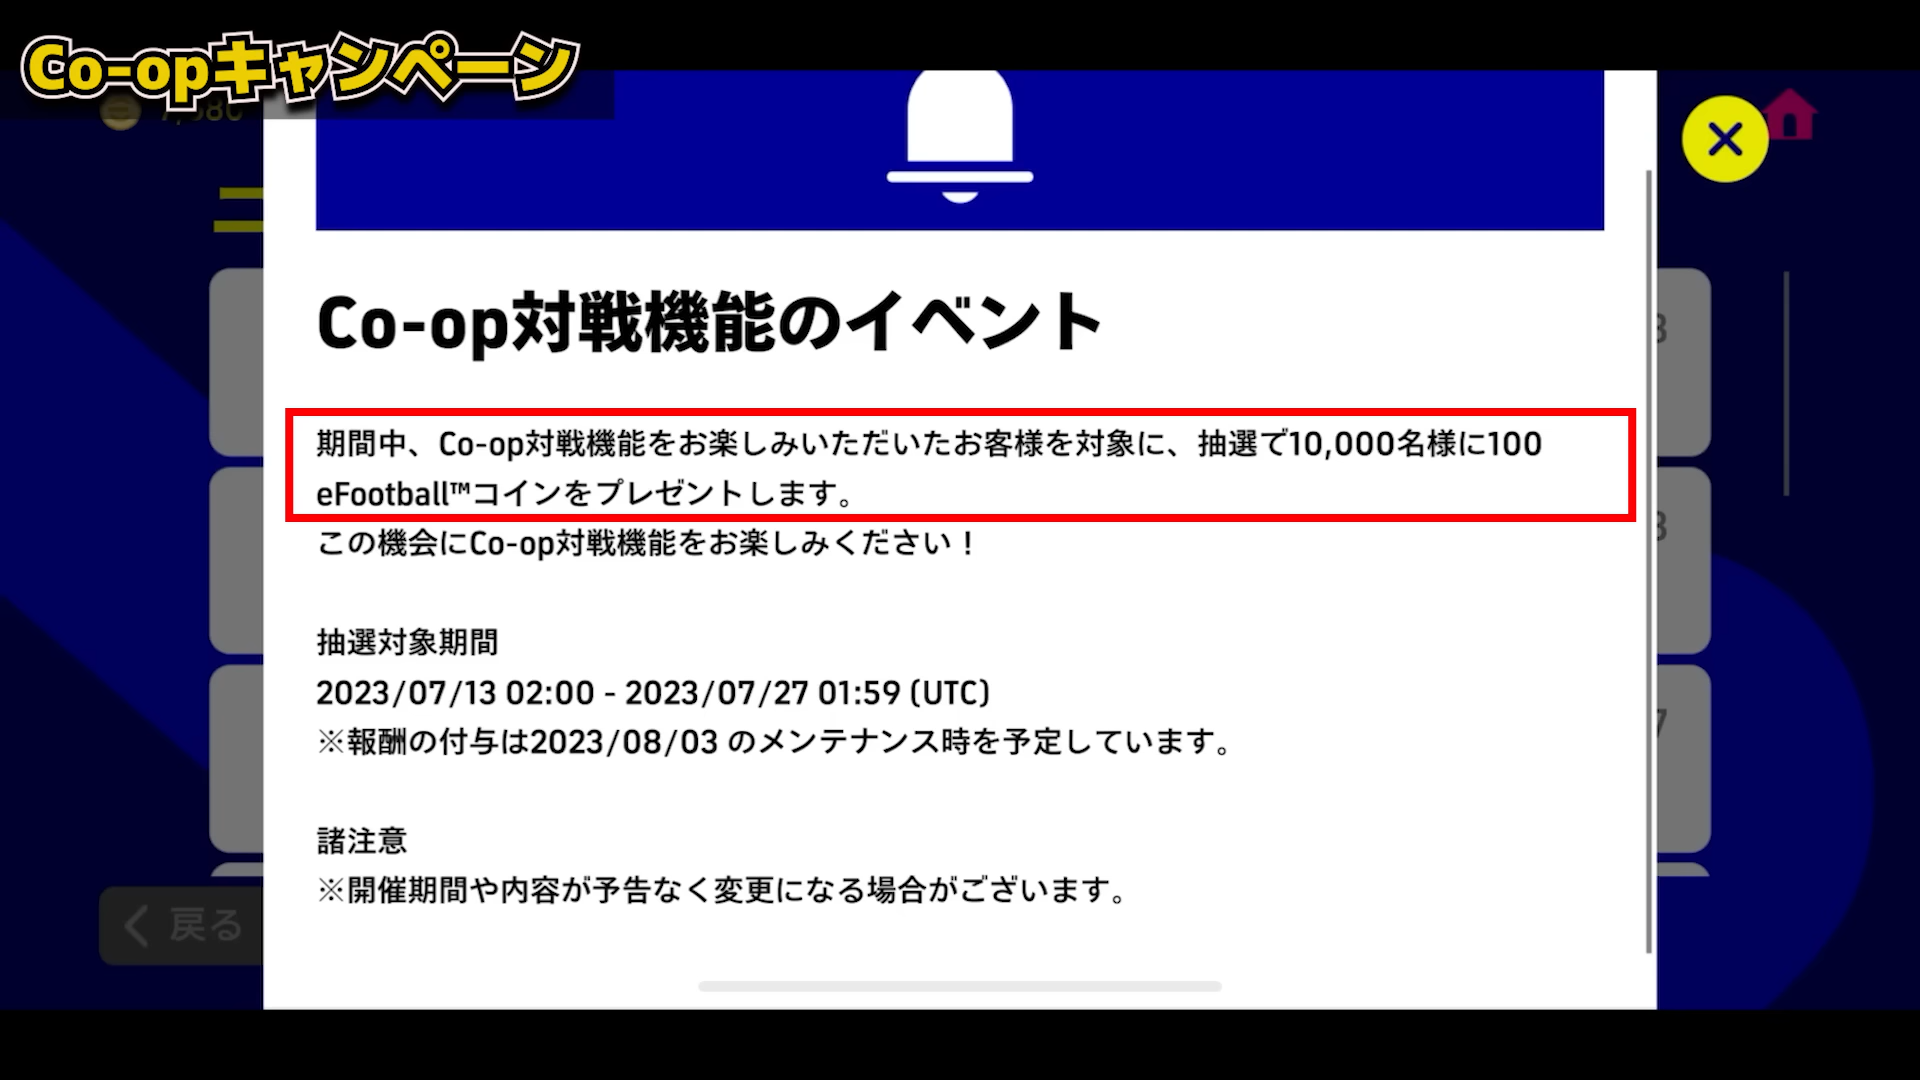 Co-opキャンペーン
Co-op対戦機能のイベント
期間中、Co-op対戦機能をお楽しみいただいたお客様を対象に、抽選で10,000名様に100
eFootball™コインをプレゼントします。
この機会にCo-op対戦機能をお楽しみください！
抽選対象期間
2023/07/13 02:00 - 2023/07/27 01:59 (UTC)
※報酬の付与は2023/08/03 のメンテナンス時を予定しています。
諸注意
※開催期間や内容が予告なく変更になる場合がございます。
戻る